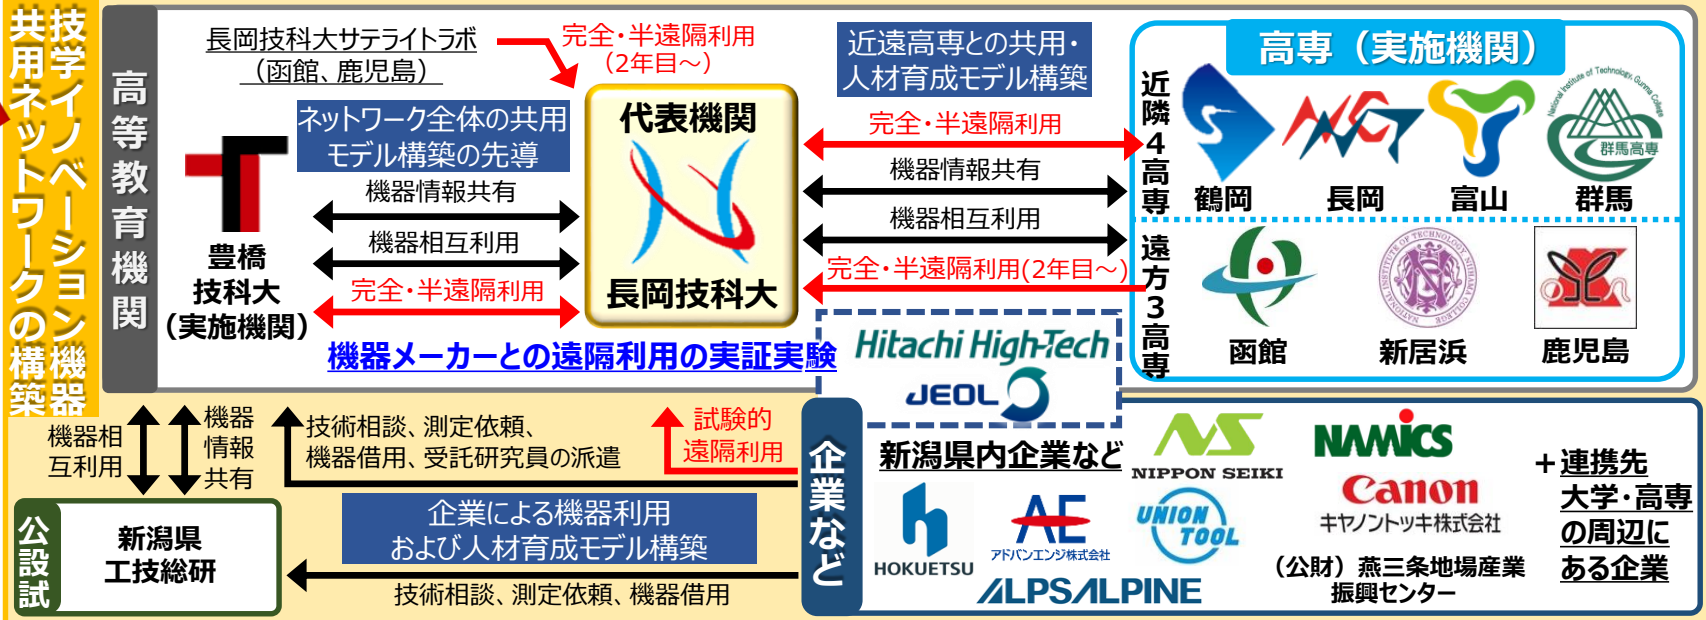 技学イノベーション機器
共用ネットワークの構築
高等教育機関
長岡技科大サテライトラボ
（函館、鹿児島）
完全・半遠隔利用
（2年目～）
ネットワーク全体の共用
モデル構築の先導
機器情報共有
機器相互利用
完全・半遠隔利用
豊橋
技科大
（実施機関）
代表機関
長岡技科大
近遠高専との共用・
人材育成モデル構築
完全・半遠隔利用
機器情報共有
機器相互利用
完全・半遠隔利用(2年目～)
高専（実施機関）
近隣4高専
鶴岡
長岡
富山
National Institute of Technology, Gunma College
群馬高専
群馬
遠方3高専
函館
新居浜
鹿児島
機器メーカーとの遠隔利用の実証実験
Hitachi High-Tech
JEOL
機器相
互利用
機器
情報
共有
技術相談、測定依頼、
機器借用、受託研究員の派遣
試験的
遠隔利用
公設試
新潟県
工技総研
企業による機器利用
および人材育成モデル構築
技術相談、測定依頼、機器借用
企業など
新潟県内企業など
NS
NIPPON SEIKI
NAMICS
Canon
キヤノントッキ株式会社
HOKUETSU
AE
アドバンエンジ株式会社
UNION
TOOL
ALPSALPINE
（公財）燕三条地場産業
振興センター
＋連携先
大学・高専
の周辺に
ある企業